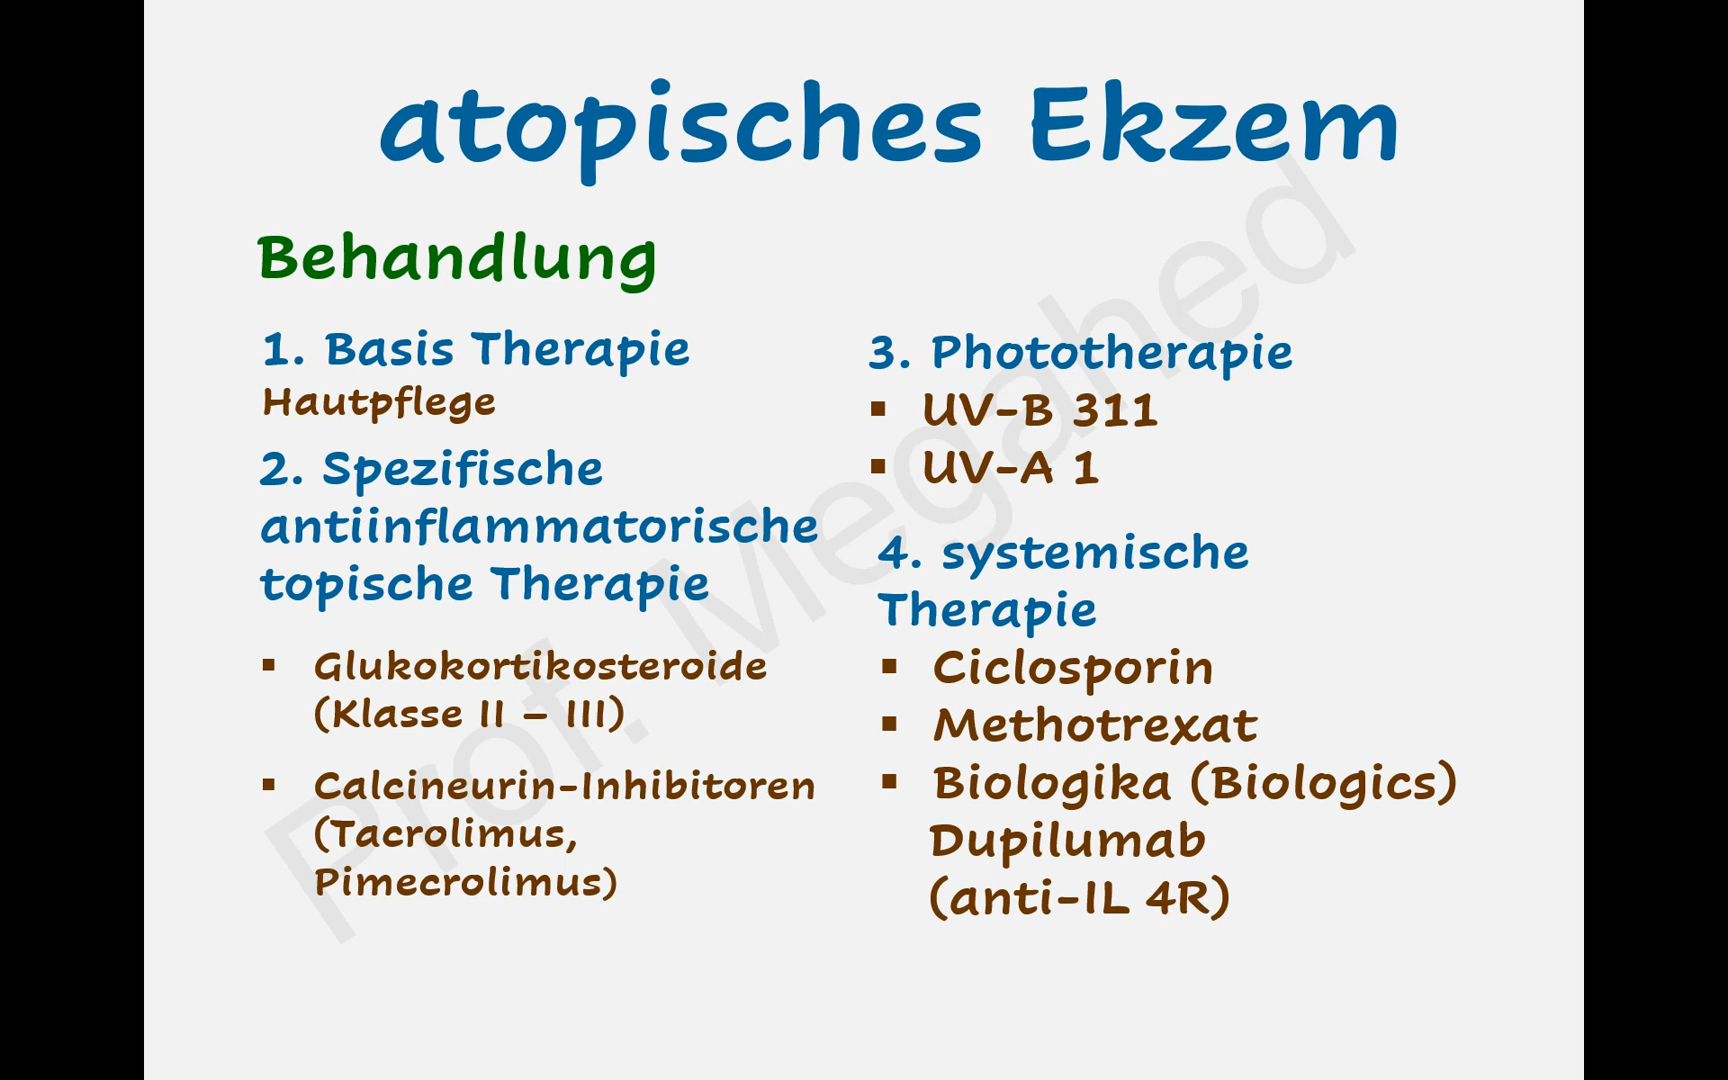 atopisches Ekzem
Behandlung
1. Basis Therapie
Hautpflege
2. Spezifische
antiinflammatorische
topische Therapie
▪ Glukokortikosteroide
(Klasse II – III)
▪ Calcineurin-Inhibitoren
(Tacrolimus,
Pimecrolimus)
3. Phototherapie
▪ UV-B 311
▪ UV-A 1
4. systemische
Therapie
▪ Ciclosporin
▪ Methotrexat
▪ Biologika (Biologics)
Dupilumab
(anti-IL 4R)
Prof. Megahed